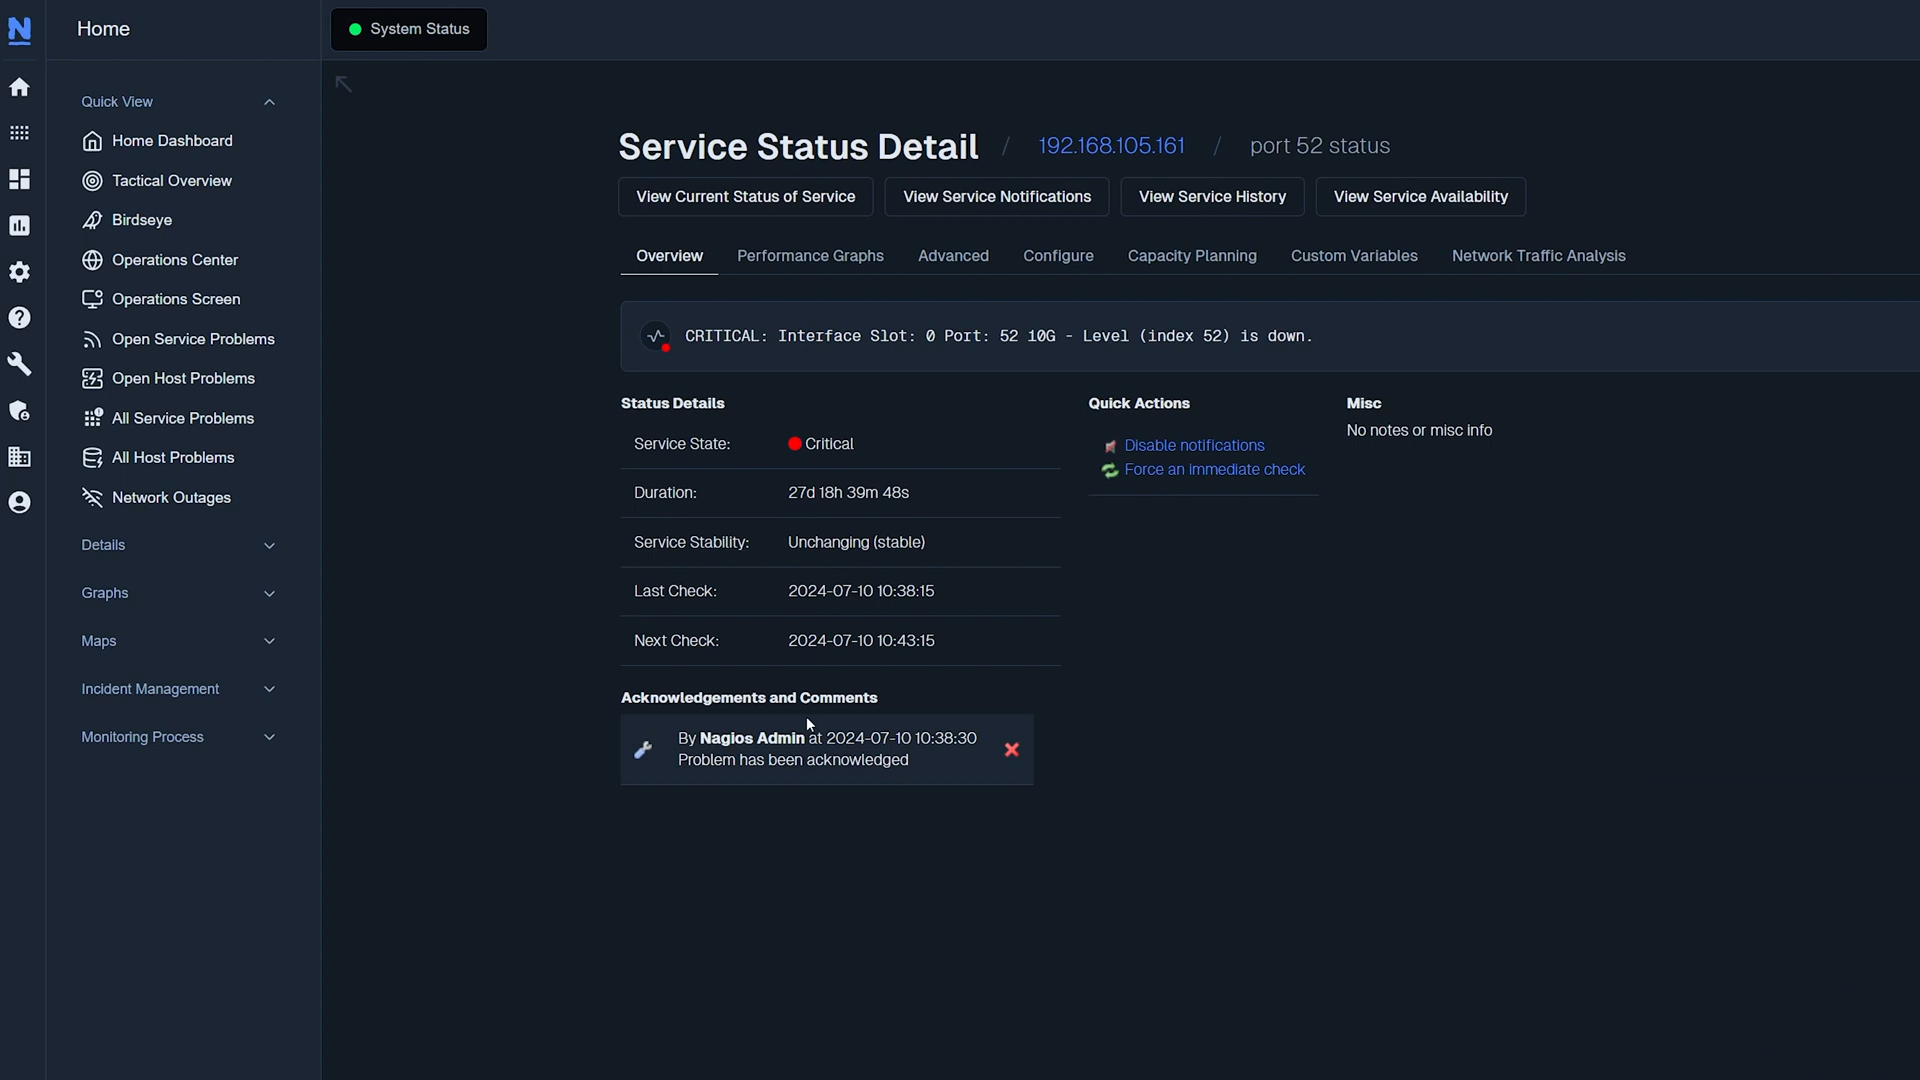 Home
System Status
Quick View
Home Dashboard
Tactical Overview
Birdseye
Operations Center
Operations Screen
Open Service Problems
Open Host Problems
All Service Problems
All Host Problems
Network Outages
Details
Graphs
Maps
Incident Management
Monitoring Process
Service Status Detail / 192.168.105.161 / port 52 status
View Current Status of Service View Service Notifications View Service History View Service Availability
Overview Performance Graphs Advanced Configure Capacity Planning Custom Variables Network Traffic Analysis
CRITICAL: Interface Slot: 0 Port: 52 10G - Level (index 52) is down.
Status Details
Service State: Critical
Duration: 27d 18h 39m 48s
Service Stability: Unchanging (stable)
Last Check: 2024-07-10 10:38:15
Next Check: 2024-07-10 10:43:15
Acknowledgements and Comments
By Nagios Admin at 2024-07-10 10:38:30
Problem has been acknowledged
Quick Actions
Disable notifications
Force an immediate check
Misc
No notes or misc info